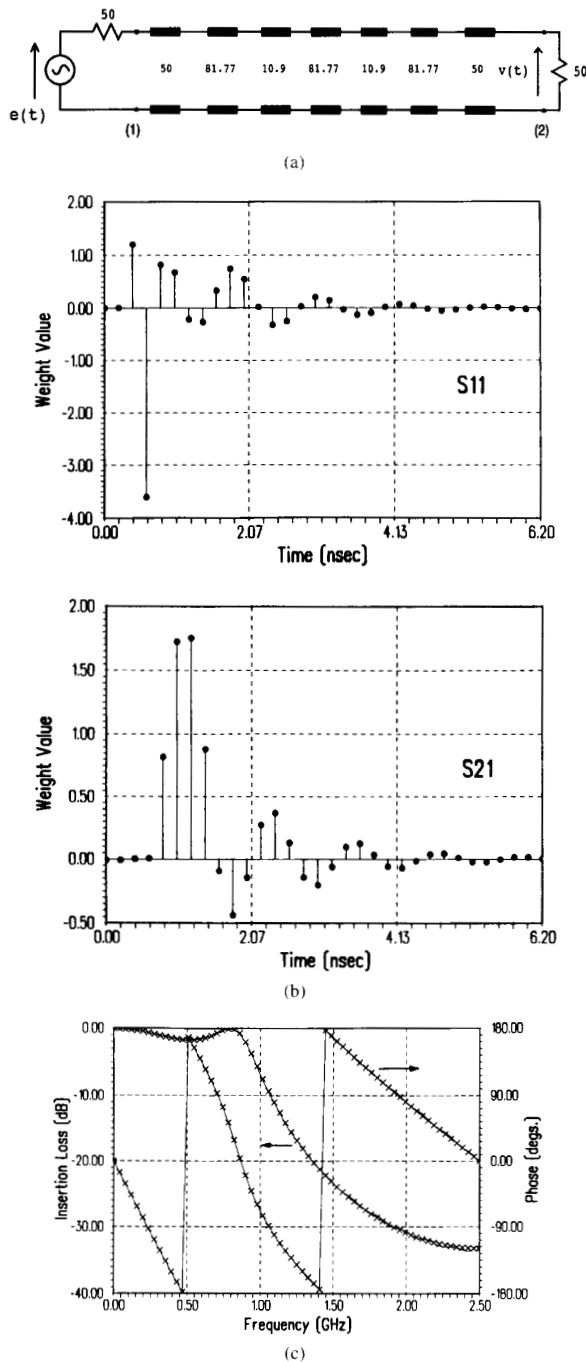 50
50 81.77 10.9 81.77 10.9 81.77 50
e(t) v(t) 50
(1) (2)
(a)
2.00
1.00
0.00
-1.00
-2.00
-3.00
-4.00
Weight Value
S11
0.00 2.07 4.13 6.20
Time (nsec)
2.00
1.50
1.00
0.50
0.00
-0.50
Weight Value
S21
0.00 2.07 4.13 6.20
Time (nsec)
(b)
0.00
-10.00
-20.00
-30.00
-40.00
Insertion Loss (dB)
180.00
90.00
0.00
-90.00
-180.00
Phase (degs.)
0.00 0.50 1.00 1.50 2.00 2.50
Frequency (GHz)
(c)